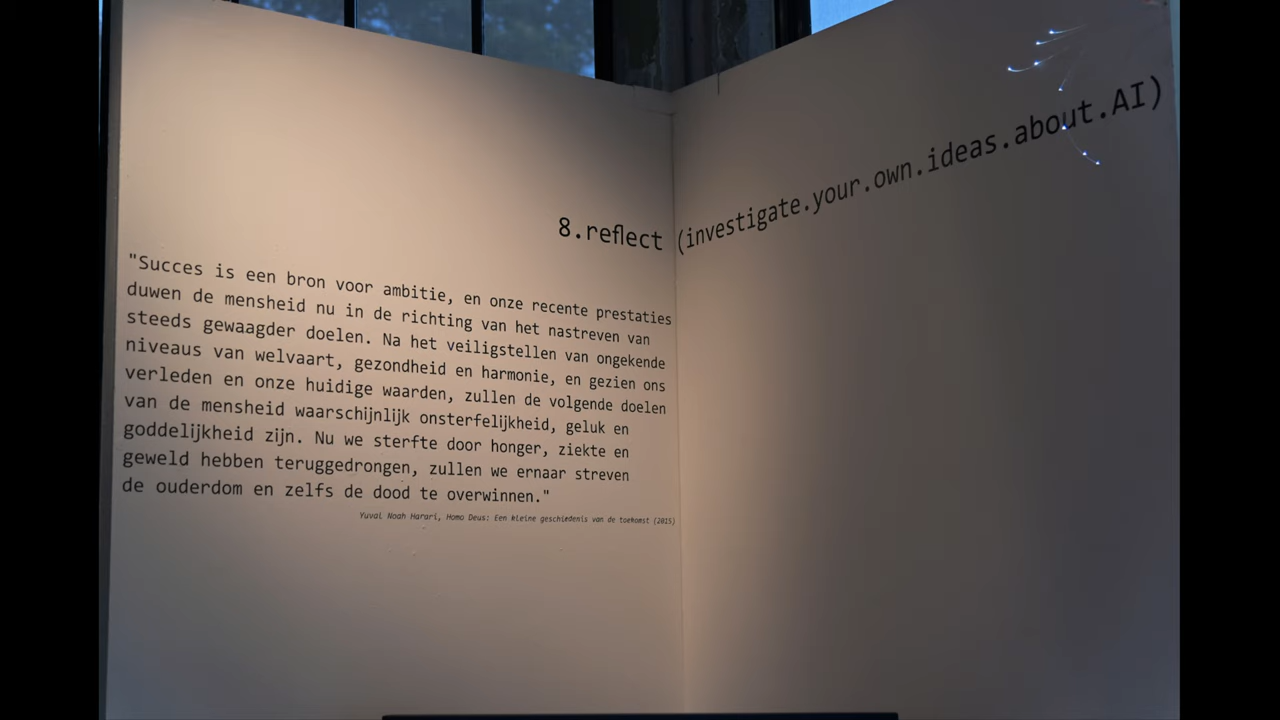 8.reflect (investigate.your.own.ideas.about.AI)
"Succes is een bron voor ambitie, en onze recente prestaties
duwen de mensheid nu in de richting van het nastreven van
steeds gewaagder doelen. Na het veiligstellen van ongekende
niveaus van welvaart, gezondheid en harmonie, en gezien ons
verleden en onze huidige waarden, zullen de volgende doelen
van de mensheid waarschijnlijk onsterfelijkheid, geluk en
goddelijkheid zijn. Nu we sterfte door honger, ziekte en
geweld hebben teruggedrongen, zullen we ernaar streven
de ouderdom en zelfs de dood te overwinnen."
Yuval Noah Harari, Homo Deus: Een kleine geschiedenis van de toekomst (2015)